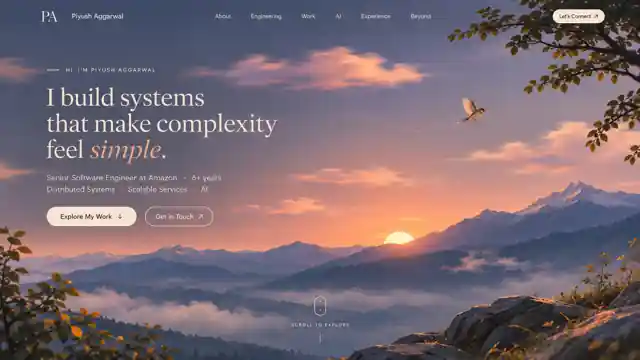 PA Piyush Aggarwal
About Engineering Work AI Experience Beyond
Let's Connect ↗
HI, I'M PIYUSH AGGARWAL
I build systems
that make complexity
feel simple.
Senior Software Engineer at Amazon · 6+ years
Distributed Systems · Scalable Services · AI
Explore My Work ↓
Get in Touch ↗
SCROLL TO EXPLORE